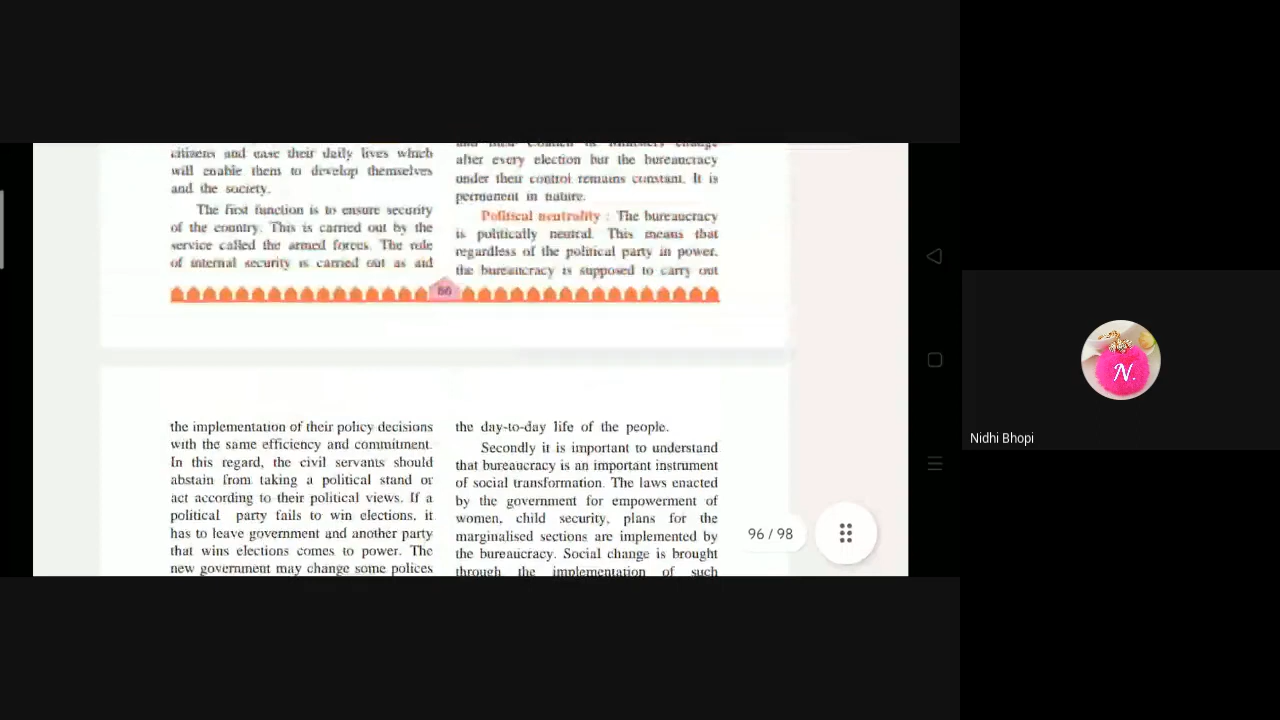 citizens and ease their daily lives which
will enable them to develop themselves
and the society.
The first function is to ensure security
of the country. This is carried out by the
service called the armed forces. The role
of internal security is carried out as aid
and their Council of Ministers change
after every election but the bureaucracy
under their control remains constant. It is
permanent in nature.
Political neutrality : The bureaucracy
is politically neutral. This means that
regardless of the political party in power,
the bureaucracy is supposed to carry out
86
the implementation of their policy decisions
with the same efficiency and commitment.
In this regard, the civil servants should
abstain from taking a political stand or
act according to their political views. If a
political party fails to win elections, it
has to leave government and another party
that wins elections comes to power. The
new government may change some polices
the day-to-day life of the people.
Secondly it is important to understand
that bureaucracy is an important instrument
of social transformation. The laws enacted
by the government for empowerment of
women, child security, plans for the
marginalised sections are implemented by
the bureaucracy. Social change is brought
through the implementation of such
96 / 98
N.
Nidhi Bhopi